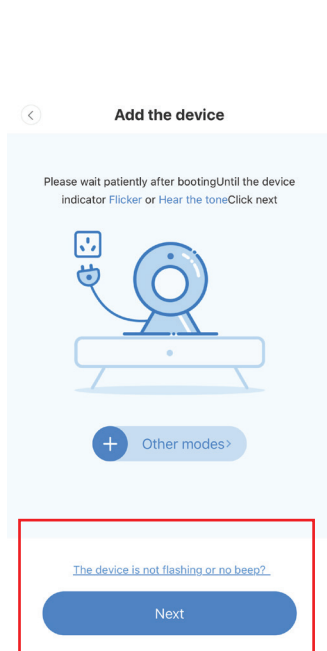 Add the device
Please wait patiently after bootingUntil the device
indicator Flicker or Hear the toneClick next
Other modes>
The device is not flashing or no beep?
Next